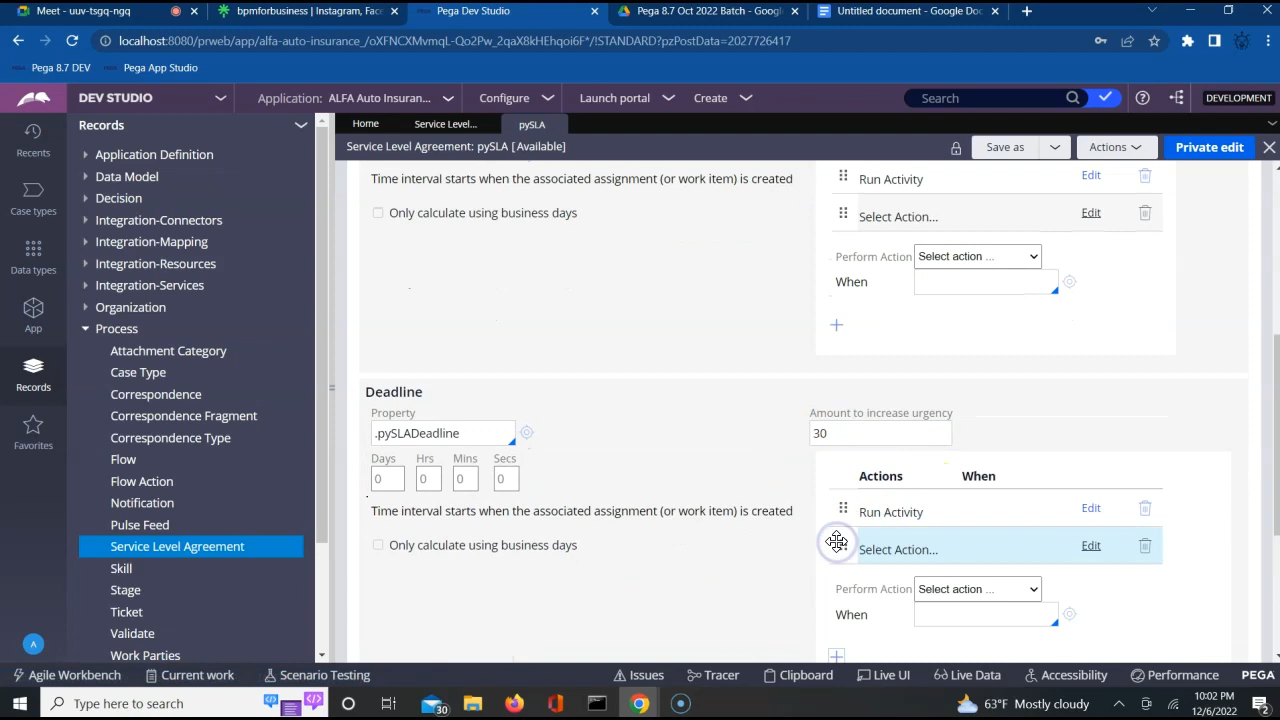 Meet - uuv-tsgq-ngq
bpmforbusiness | Instagram, Face
Pega Dev Studio
Pega 8.7 Oct 2022 Batch - Google
Untitled document - Google Doc
localhost:8080/prweb/app/alfa-auto-insurance_/oXFNCXMvmqL-Qo2Pw_2qaX8kHEhqoi6F*/!STANDARD?pzPostData=2027726417
Pega 8.7 DEV
Pega App Studio
DEV STUDIO
Application: ALFA Auto Insuran...
Configure
Launch portal
Create
Search
DEVELOPMENT
Records
Home
Service Level...
pySLA
Service Level Agreement: pySLA [Available]
Save as
Actions
Private edit
Recents
Case types
Data types
App
Records
Favorites
Application Definition
Data Model
Decision
Integration-Connectors
Integration-Mapping
Integration-Resources
Integration-Services
Organization
Process
Attachment Category
Case Type
Correspondence
Correspondence Fragment
Correspondence Type
Flow
Flow Action
Notification
Pulse Feed
Service Level Agreement
Skill
Stage
Ticket
Validate
Work Parties
Time interval starts when the associated assignment (or work item) is created
Only calculate using business days
Run Activity Edit
Select Action... Edit
Perform Action Select action ...
When
Deadline
Property
.pySLADeadline
Days Hrs Mins Secs
0 0 0 0
Time interval starts when the associated assignment (or work item) is created
Only calculate using business days
Amount to increase urgency
30
Actions When
Run Activity Edit
Select Action... Edit
Perform Action Select action ...
When
A
Agile Workbench
Current work
Scenario Testing
Issues
Tracer
Clipboard
Live UI
Live Data
Accessibility
Performance
PEGA
Type here to search
30
63°F Mostly cloudy
10:02 PM
12/6/2022
2